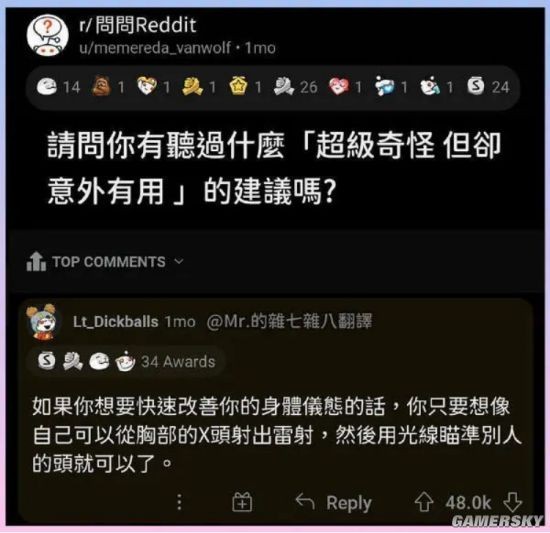 r/問問Reddit
u/memereda_vanwolf · 1mo
14 1 1 1 1 26 1 1 1 S 24
請問你有聽過什麼「超級奇怪 但卻
意外有用 」的建議嗎?
TOP COMMENTS
Lt_Dickballs 1mo @Mr.的雜七雜八翻譯
S 34 Awards
如果你想要快速改善你的身體儀態的話，你只要想像
自己可以從胸部的X頭射出雷射，然後用光線瞄準別人
的頭就可以了。
Reply 48.0k
GAMERSKY